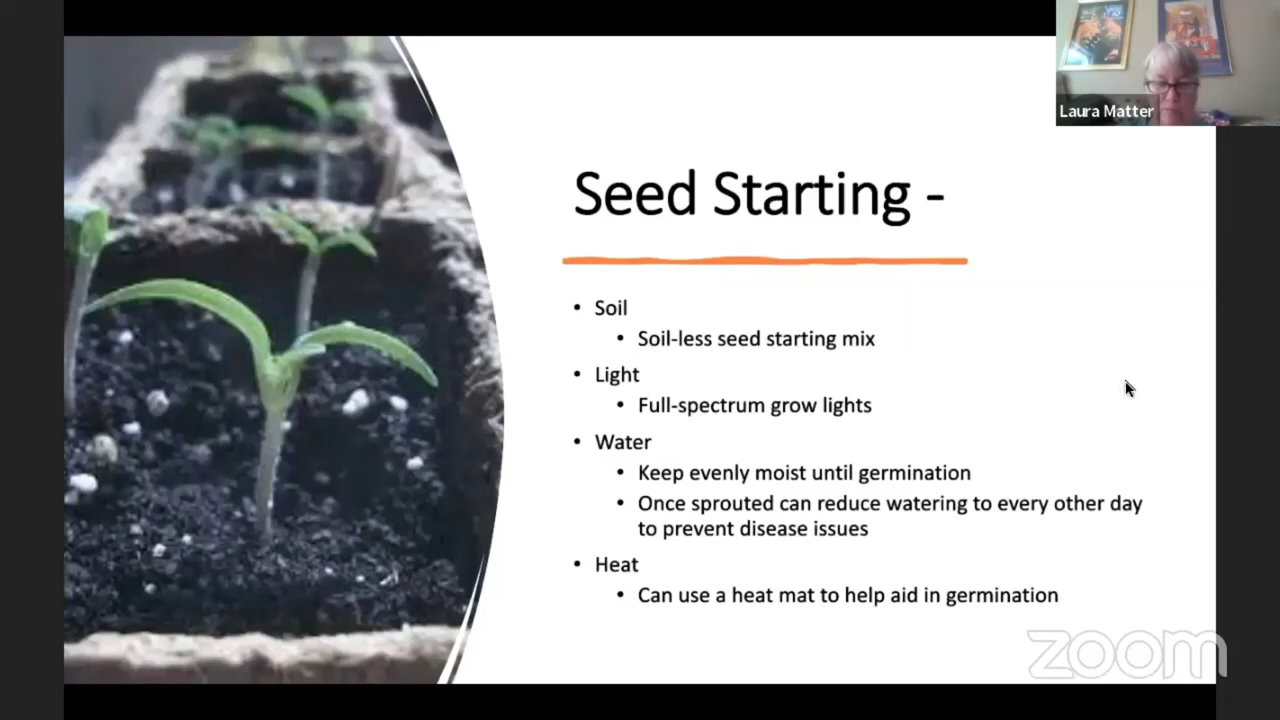 Laura Matter
Seed Starting -
• Soil
• Soil-less seed starting mix
• Light
• Full-spectrum grow lights
• Water
• Keep evenly moist until germination
• Once sprouted can reduce watering to every other day
to prevent disease issues
• Heat
• Can use a heat mat to help aid in germination
zoom